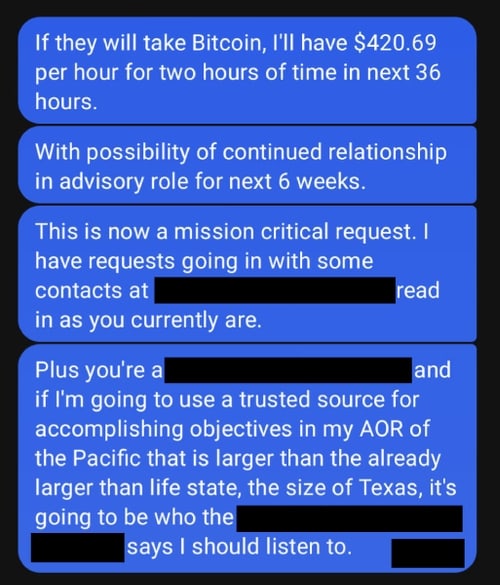 If they will take Bitcoin, I'll have $420.69
per hour for two hours of time in next 36
hours.
With possibility of continued relationship
in advisory role for next 6 weeks.
This is now a mission critical request. I
have requests going in with some
contacts at read
in as you currently are.
Plus you're a and
if I'm going to use a trusted source for
accomplishing objectives in my AOR of
the Pacific that is larger than the already
larger than life state, the size of Texas, it's
going to be who the
says I should listen to.